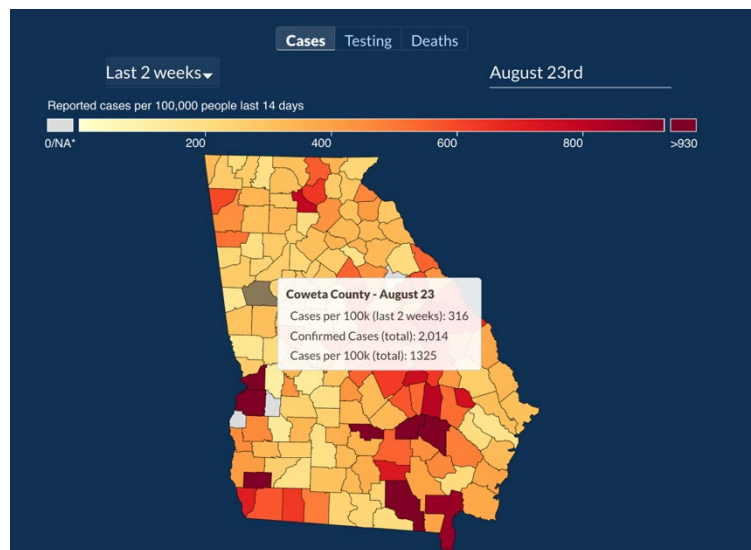 Cases Testing Deaths
Last 2 weeks August 23rd
Reported cases per 100,000 people last 14 days
0/NA* 200 400 600 800 >930
Coweta County - August 23
Cases per 100k (last 2 weeks): 316
Confirmed Cases (total): 2,014
Cases per 100k (total): 1325